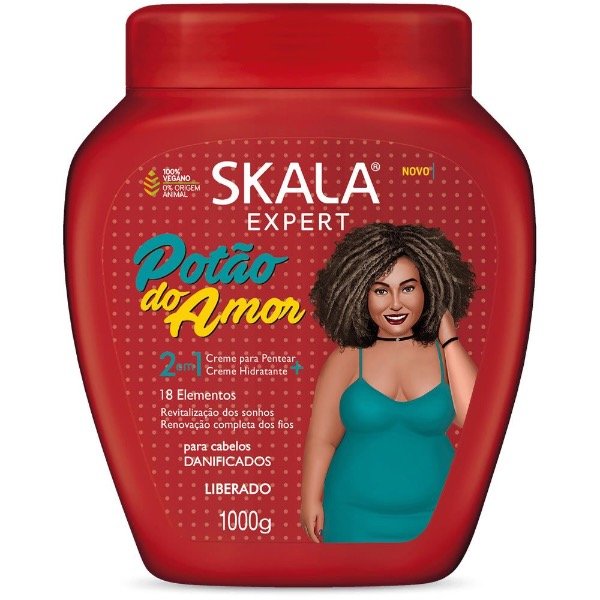 100%
VEGANO
0% ORIGEM
ANIMAL
SKALA®
NOVO
EXPERT
Potão
do Amor
2 em 1 Creme para Pentear
Creme Hidratante +
18 Elementos
Revitalização dos sonhos
Renovação completa dos fios
para cabelos
DANIFICADOS
LIBERADO
1000g